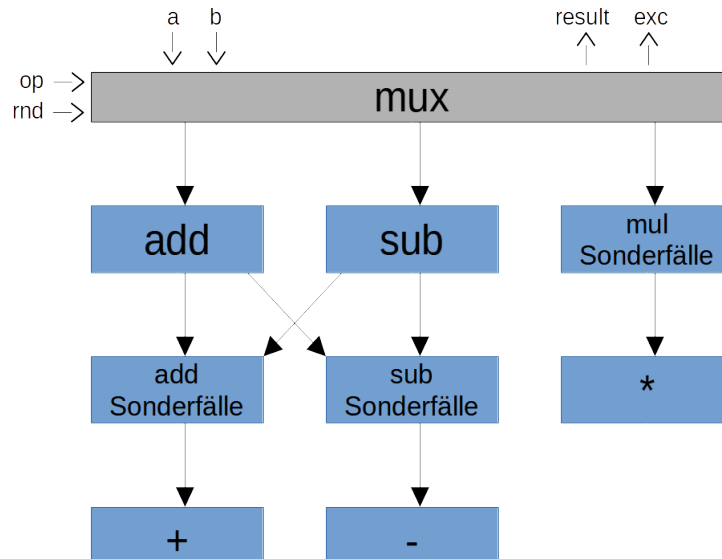 a b result exc
op
rnd
mux
add sub mul
Sonderfälle
add
Sonderfälle
sub
Sonderfälle
*
+ -